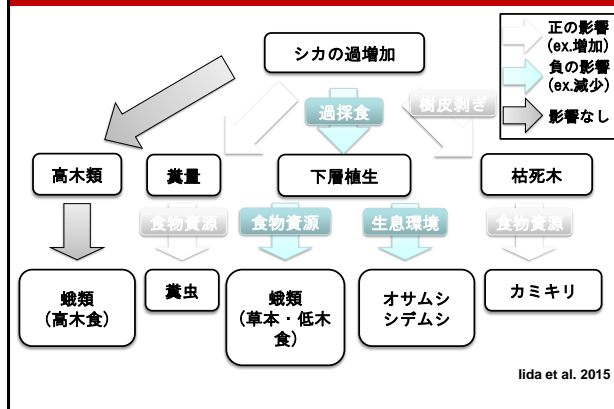 正の影響
(ex.増加)
負の影響
(ex.減少)
影響なし
シカの過増加
過採食
樹皮剥ぎ
高木類
糞量
下層植生
枯死木
食物資源
食物資源
生息環境
食物資源
蛾類
(高木食)
糞虫
蛾類
(草本・低木
食)
オサムシ
シデムシ
カミキリ
Iida et al. 2015